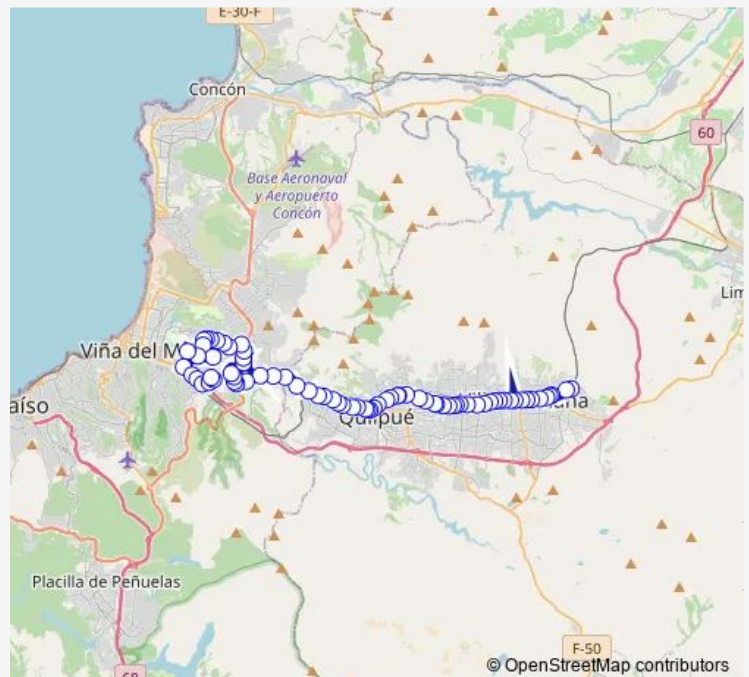 E-30-F
Concón
60
Base Aeronaval
y Aeropuerto
Concón
Lim
Viña del M
aíso
Quilpué
ana
Placilla de Peñuelas
F-50
68
© OpenStreetMap contributors